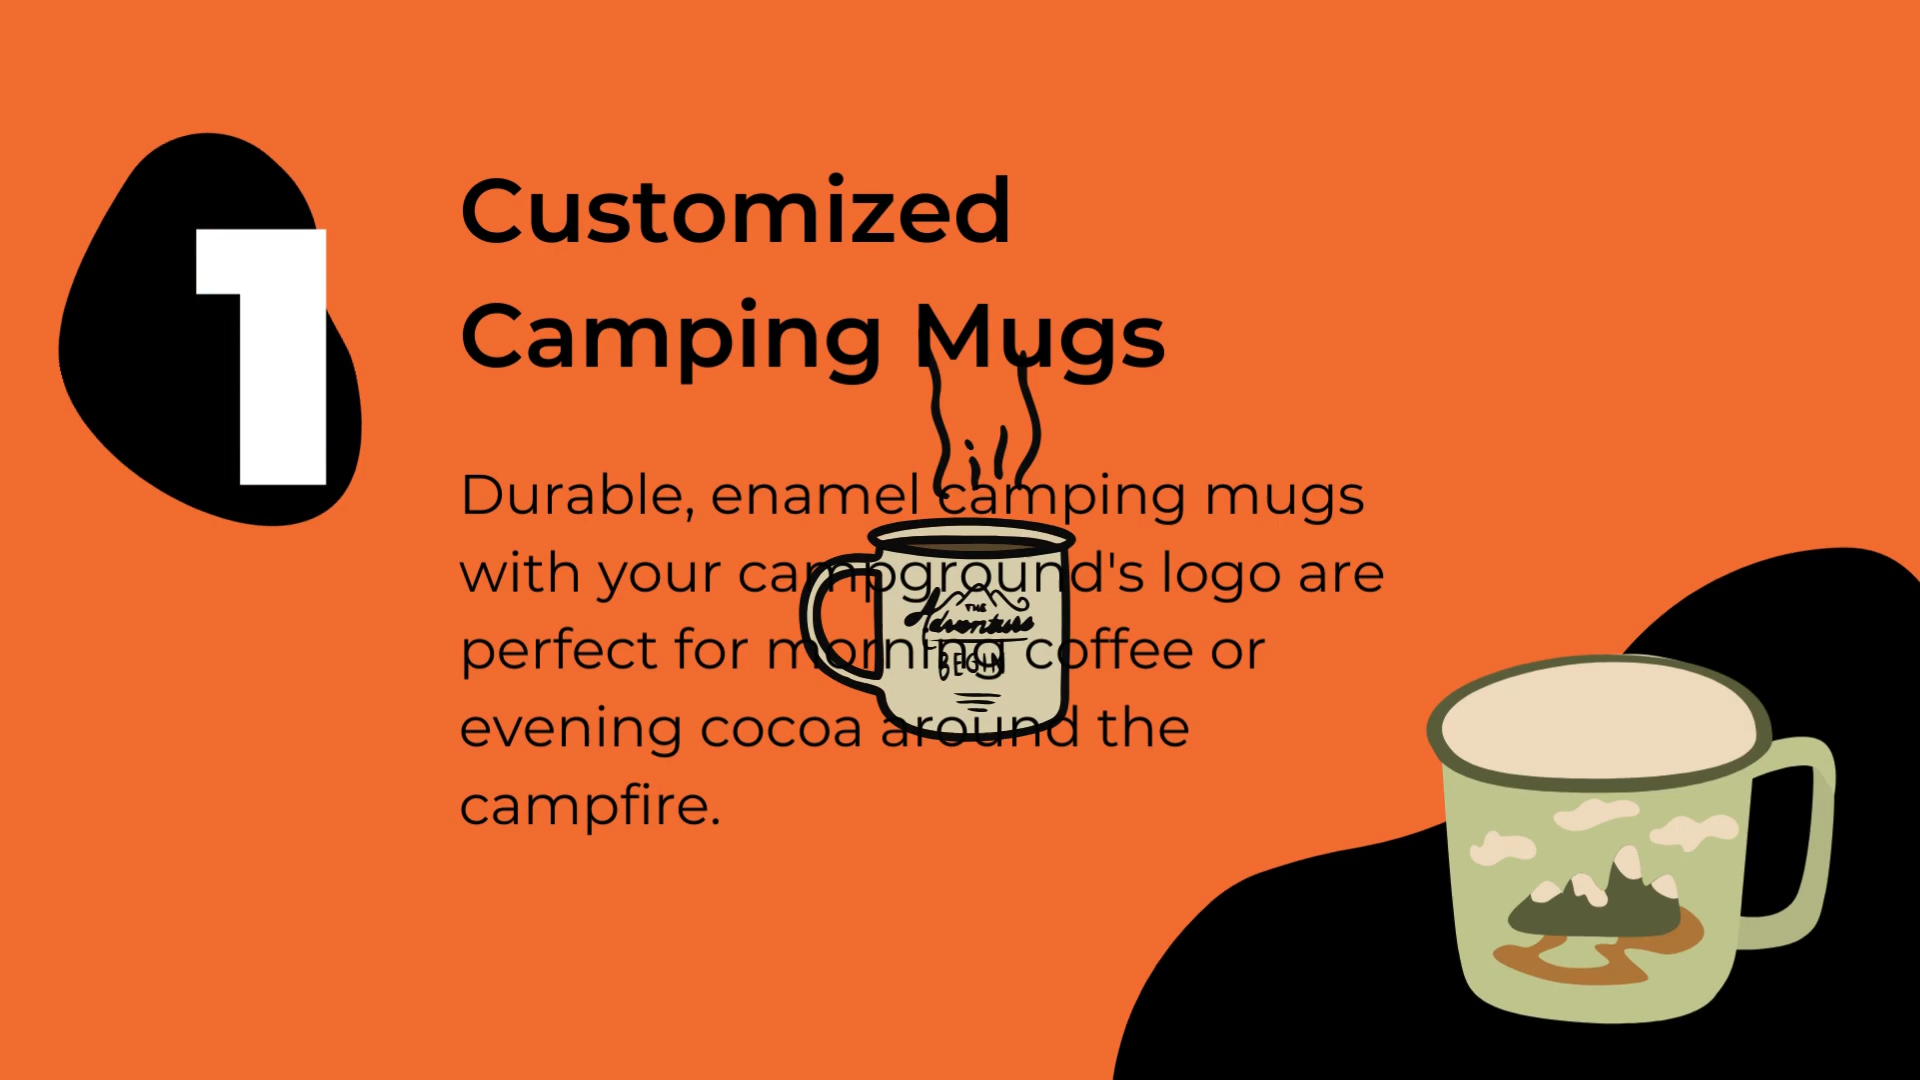 1
Customized
Camping Mugs
Durable, enamel camping mugs
with your campground's logo are
perfect for morning coffee or
evening cocoa around the
campfire.
THE
Adventure
BEGIN